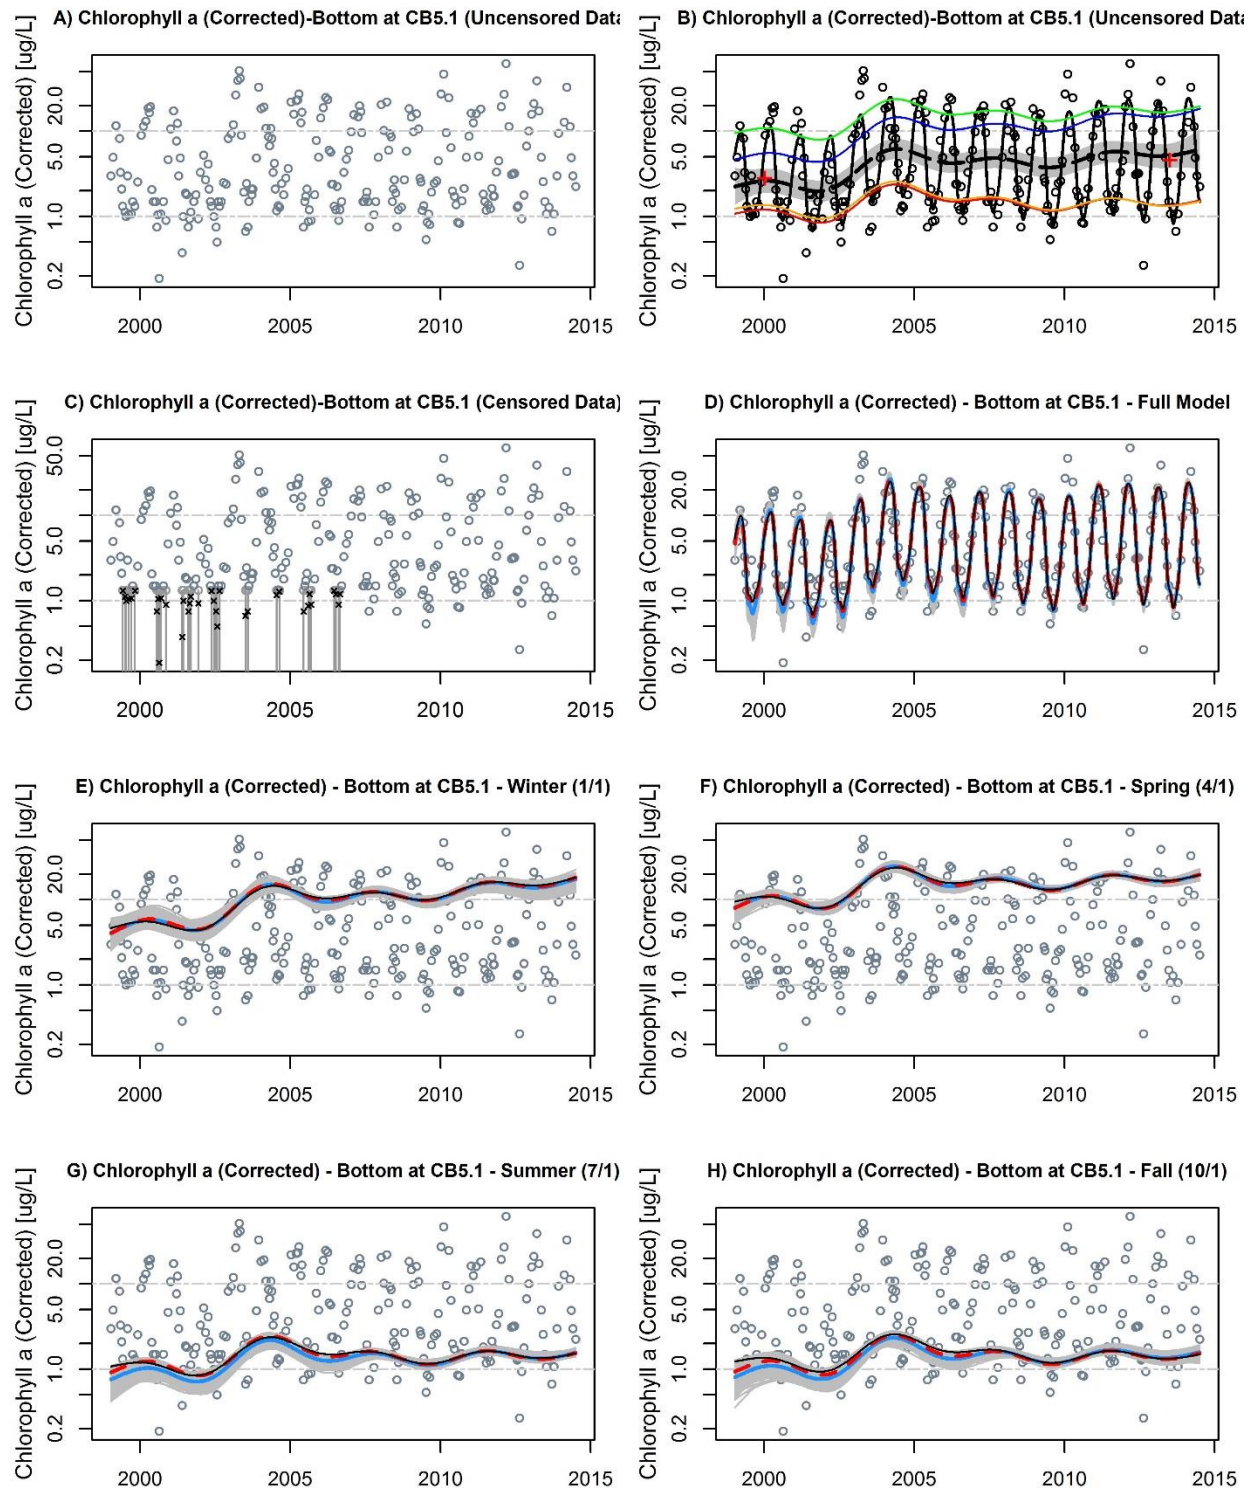 A) Chlorophyll a (Corrected)-Bottom at CB5.1 (Uncensored Data
Chlorophyll a (Corrected) [ug/L]
20.0
5.0
1.0
0.2
2000 2005 2010 2015
B) Chlorophyll a (Corrected)-Bottom at CB5.1 (Uncensored Data
Chlorophyll a (Corrected) [ug/L]
20.0
5.0
1.0
0.2
2000 2005 2010 2015
C) Chlorophyll a (Corrected)-Bottom at CB5.1 (Censored Data)
Chlorophyll a (Corrected) [ug/L]
50.0
5.0
1.0
0.2
2000 2005 2010 2015
D) Chlorophyll a (Corrected) - Bottom at CB5.1 - Full Model
Chlorophyll a (Corrected) [ug/L]
20.0
5.0
1.0
0.2
2000 2005 2010 2015
E) Chlorophyll a (Corrected) - Bottom at CB5.1 - Winter (1/1)
Chlorophyll a (Corrected) [ug/L]
20.0
5.0
1.0
0.2
2000 2005 2010 2015
F) Chlorophyll a (Corrected) - Bottom at CB5.1 - Spring (4/1)
Chlorophyll a (Corrected) [ug/L]
20.0
5.0
1.0
0.2
2000 2005 2010 2015
G) Chlorophyll a (Corrected) - Bottom at CB5.1 - Summer (7/1)
Chlorophyll a (Corrected) [ug/L]
20.0
5.0
1.0
0.2
2000 2005 2010 2015
H) Chlorophyll a (Corrected) - Bottom at CB5.1 - Fall (10/1)
Chlorophyll a (Corrected) [ug/L]
20.0
5.0
1.0
0.2
2000 2005 2010 2015